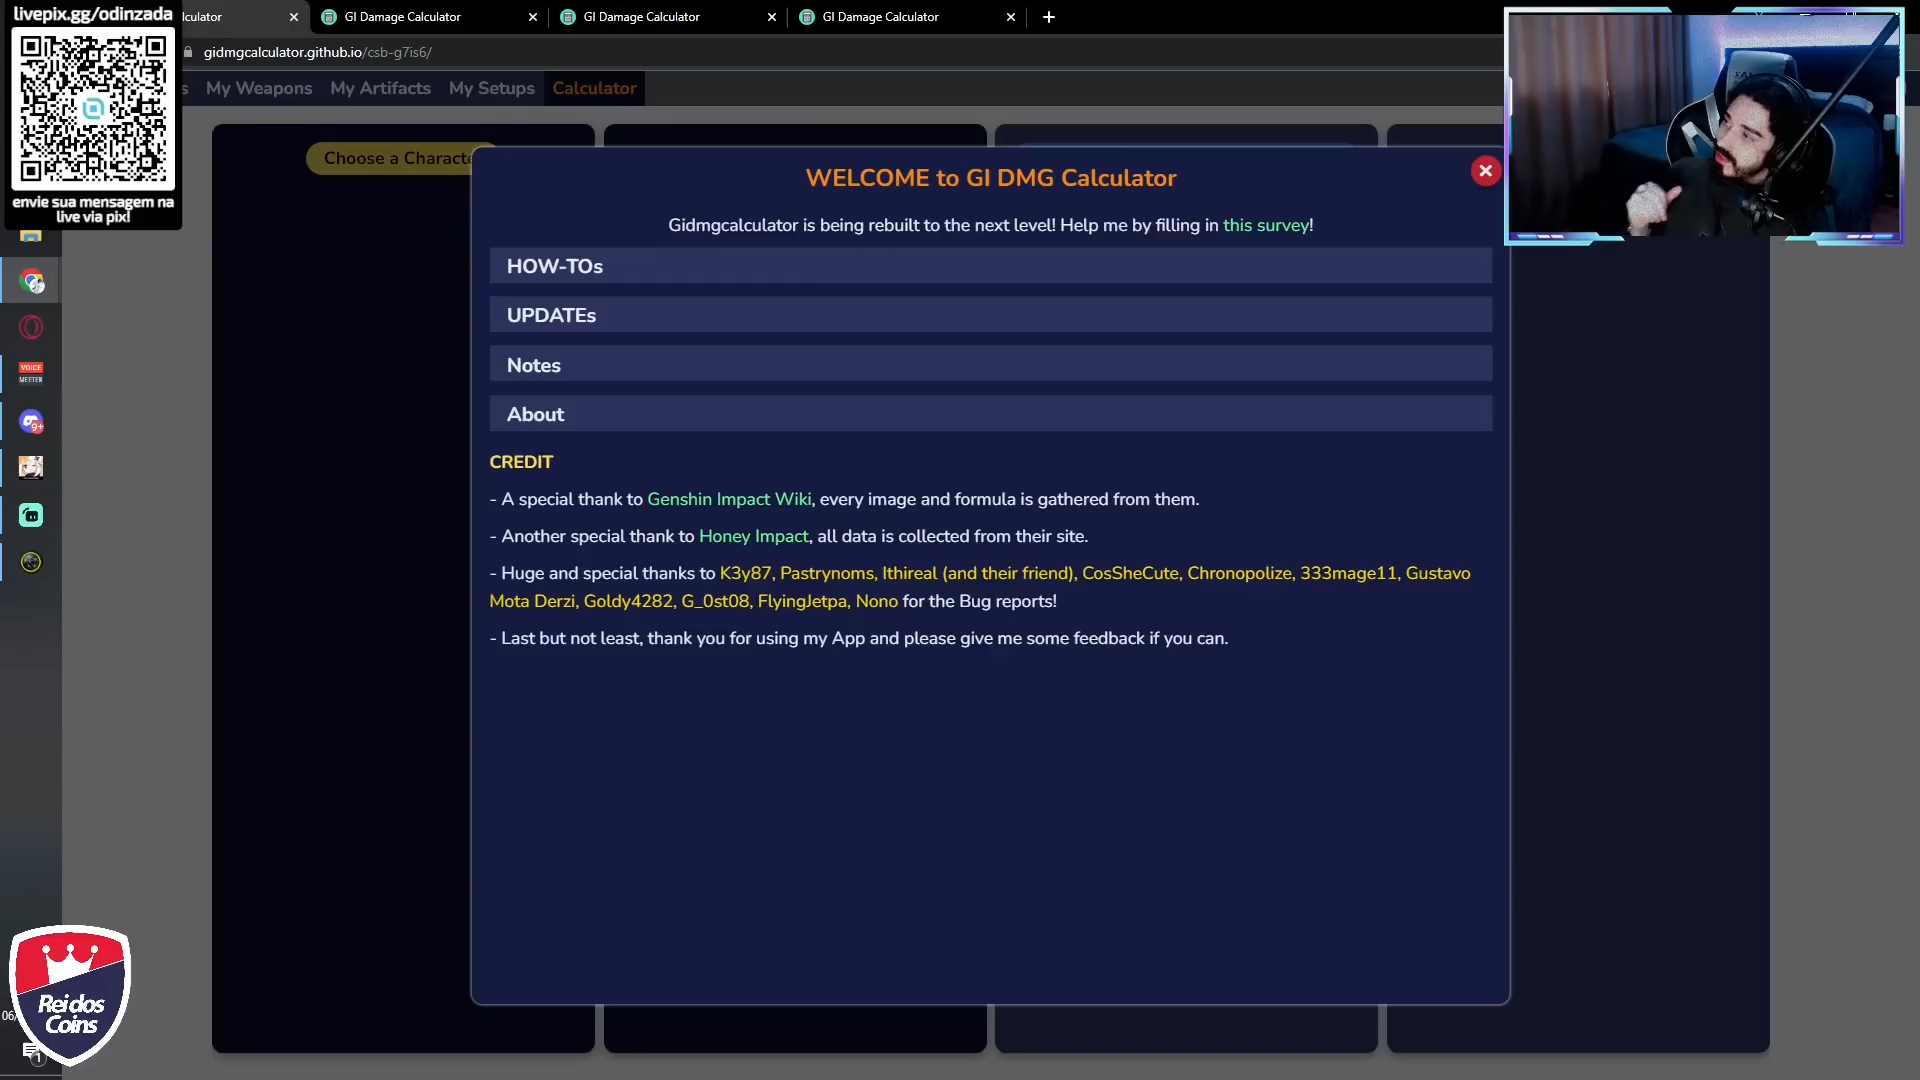 livepix.gg/odinzada
lculator
GI Damage Calculator
GI Damage Calculator
GI Damage Calculator
gidmgcalculator.github.io/csb-g7is6/
s
My Weapons
My Artifacts
My Setups
Calculator
envie sua mensagem na
live via pix!
Choose a Characte
WELCOME to GI DMG Calculator
Gidmgcalculator is being rebuilt to the next level! Help me by filling in this survey!
HOW-TOs
UPDATEs
Notes
About
CREDIT
- A special thank to Genshin Impact Wiki, every image and formula is gathered from them.
- Another special thank to Honey Impact, all data is collected from their site.
- Huge and special thanks to K3y87, Pastrynoms, Ithireal (and their friend), CosSheCute, Chronopolize, 333mage11, Gustavo
Mota Derzi, Goldy4282, G_0st08, FlyingJetpa, Nono for the Bug reports!
- Last but not least, thank you for using my App and please give me some feedback if you can.
VOICE
MEETER
9+
06/
Rei dos
Coins
1